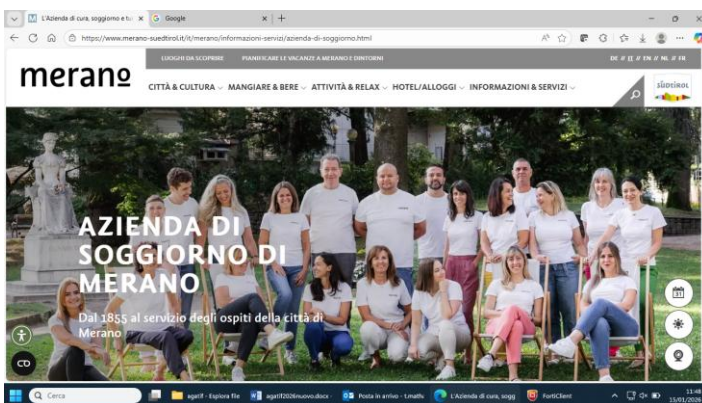 L'Azienda di cura, soggiorno e tu
Google
https://www.merano-suedtirol.it/it/merano/informazioni-servizi/azienda-di-soggiorno.html
LUOGHI DA SCOPRIRE PIANIFICARE LE VACANZE A MERANO E DINTORNI
DE // IT // EN // NL // FR
merano
CITTÀ & CULTURA MANGIARE & BERE ATTIVITÀ & RELAX HOTEL/ALLOGGI INFORMAZIONI & SERVIZI
SÜDTIROL
AZIENDA DI
SOGGIORNO DI
MERANO
Dal 1855 al servizio degli ospiti della città di
Merano
31
Cerca
agatif - Esplora file
agatif2026nuovo.docx -
Posta in arrivo - t.mathi
L'Azienda di cura, sogg
FortiClient
11:48
15/01/2026